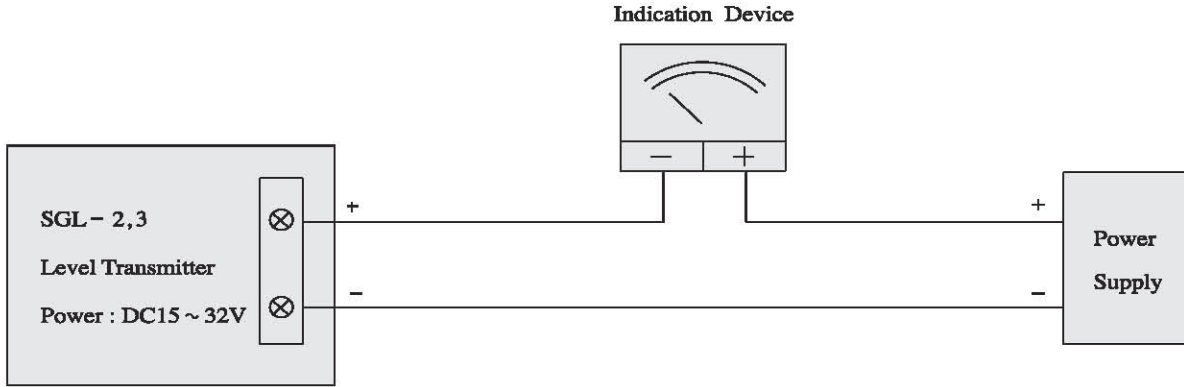 Indication Device
− +
SGL- 2,3
Level Transmitter
Power : DC15 ~ 32V
+
−
+
−
Power
Supply